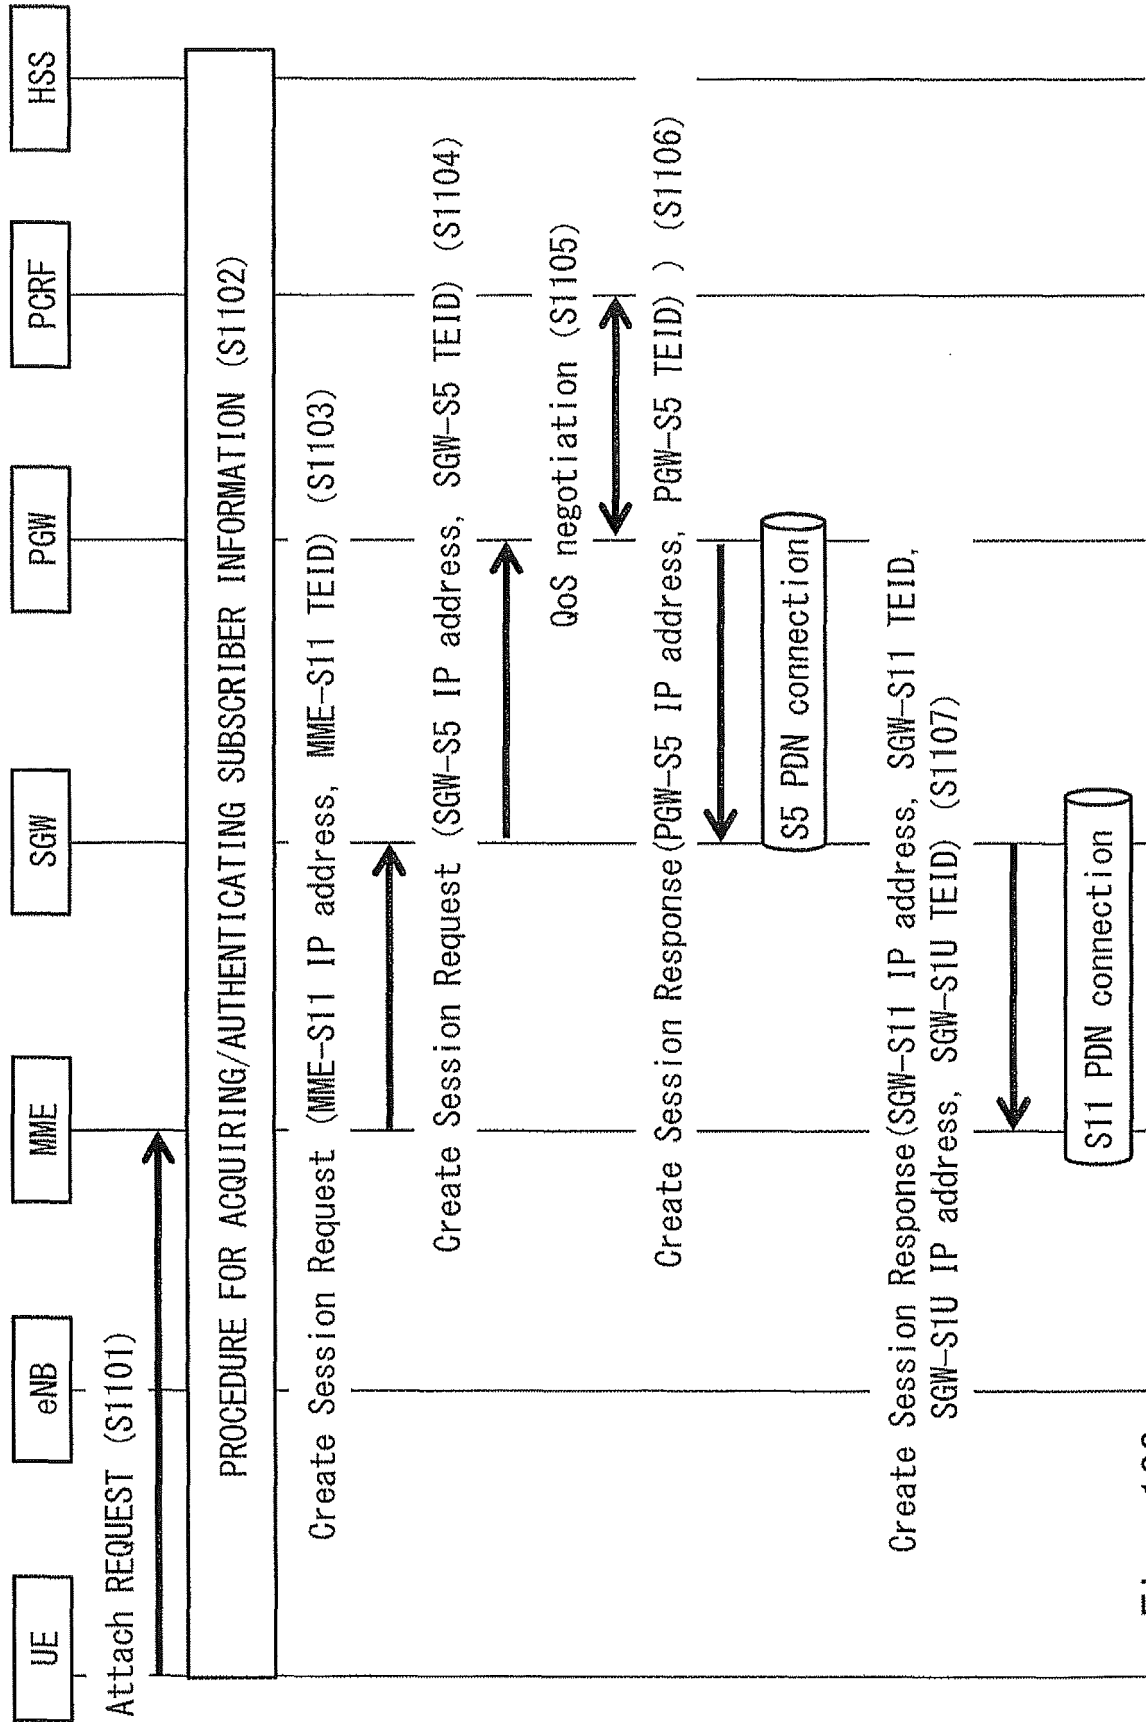 UE
eNB
MME
SGW
PGW
PCRF
HSS
Attach REQUEST (S1101)
PROCEDURE FOR ACQUIRING/AUTHENTICATING SUBSCRIBER INFORMATION (S1102)
Create Session Request (MME-S11 IP address, MME-S11 TEID) (S1103)
Create Session Request (SGW-S5 IP address, SGW-S5 TEID) (S1104)
QoS negotiation (S1105)
Create Session Response(PGW-S5 IP address, PGW-S5 TEID) ) (S1106)
S5 PDN connection
Create Session Response(SGW-S11 IP address, SGW-S11 TEID,
SGW-S1U IP address, SGW-S1U TEID) (S1107)
S11 PDN connection